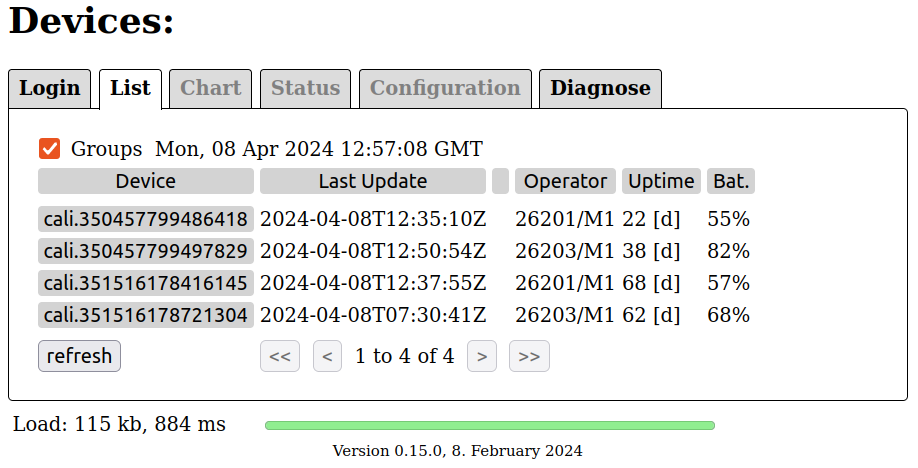 Devices:
Login List Chart Status Configuration Diagnose
Groups Mon, 08 Apr 2024 12:57:08 GMT
Device Last Update Operator Uptime Bat.
cali.350457799486418 2024-04-08T12:35:10Z 26201/M1 22 [d] 55%
cali.350457799497829 2024-04-08T12:50:54Z 26203/M1 38 [d] 82%
cali.351516178416145 2024-04-08T12:37:55Z 26201/M1 68 [d] 57%
cali.351516178721304 2024-04-08T07:30:41Z 26203/M1 62 [d] 68%
refresh << < 1 to 4 of 4 > >>
Load: 115 kb, 884 ms
Version 0.15.0, 8. February 2024